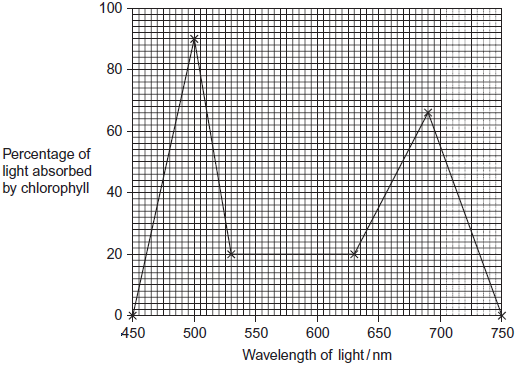 100
80
60
40
20
0
Percentage of
light absorbed
by chlorophyll
450 500 550 600 650 700 750
Wavelength of light / nm